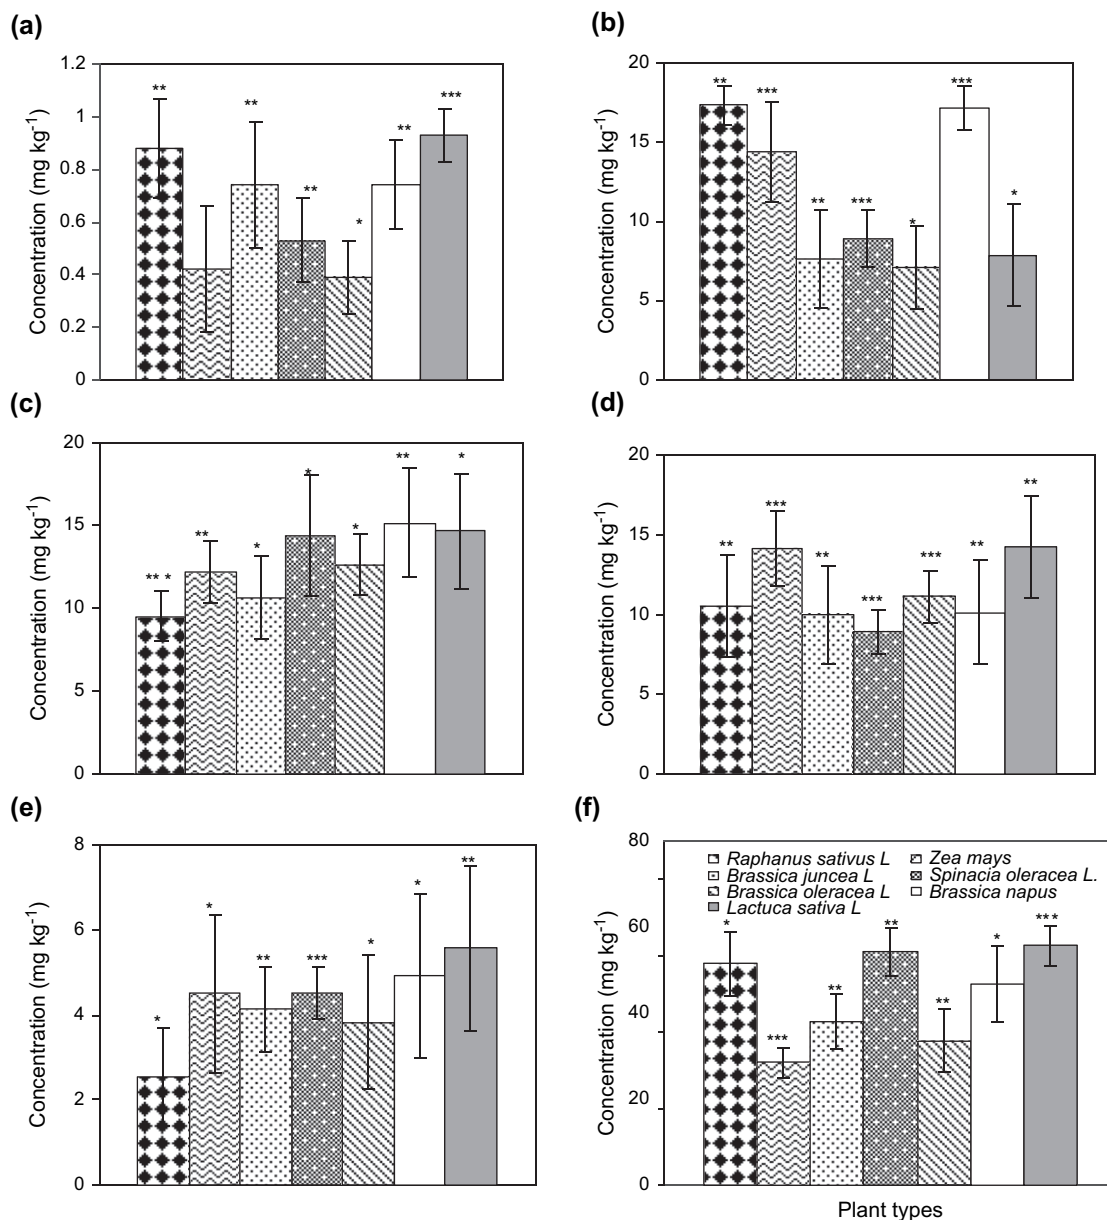 (a)
1.2
1
0.8
0.6
0.4
0.2
0
Concentration (mg kg-1)
** ** ** * ** ***
(b)
20
15
10
5
0
Concentration (mg kg-1)
** *** ** *** * *** *
(c)
20
15
10
5
0
Concentration (mg kg-1)
** * ** * * * ** *
(d)
20
15
10
5
0
Concentration (mg kg-1)
** *** ** *** *** ** **
(e)
8
6
4
2
0
Concentration (mg kg-1)
* * ** *** * * **
(f)
80
60
40
20
0
Concentration (mg kg-1)
Raphanus sativus L Zea mays
Brassica juncea L Spinacia oleracea L.
Brassica oleracea L Brassica napus
Lactuca sativa L
* *** ** ** ** * ***
Plant types